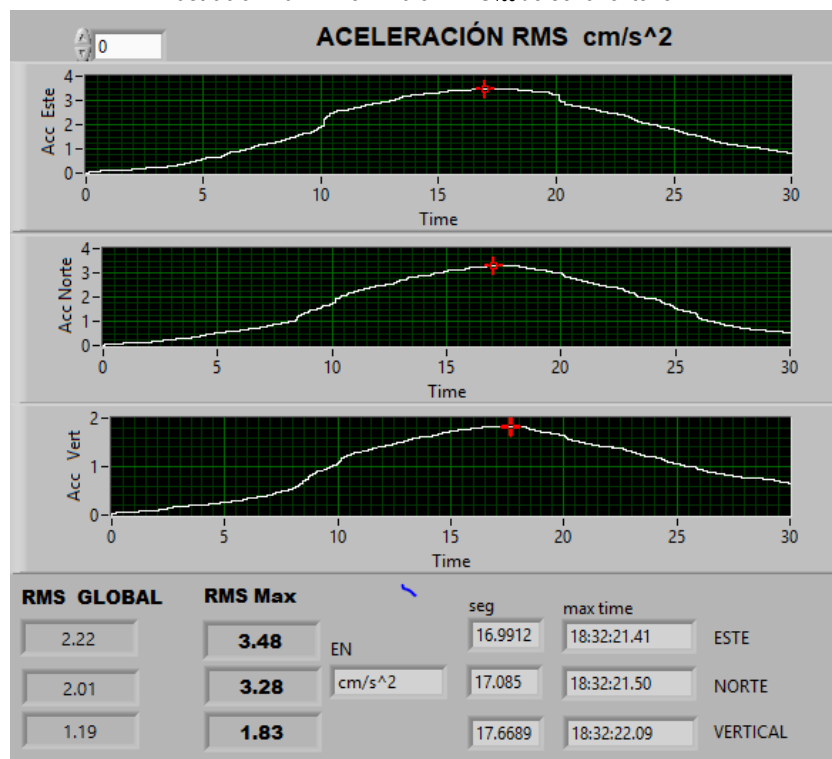 0
ACELERACIÓN RMS cm/s^2
4
3
2
1
0
Acc Este
0 5 10 15 20 25 30
Time
4
3
2
1
0
Acc Norte
0 5 10 15 20 25 30
Time
2
1
0
Acc Vert
0 5 10 15 20 25 30
Time
RMS GLOBAL RMS Max seg max time
2.22 3.48 EN 16.9912 18:32:21.41 ESTE
2.01 3.28 cm/s^2 17.085 18:32:21.50 NORTE
1.19 1.83 17.6689 18:32:22.09 VERTICAL